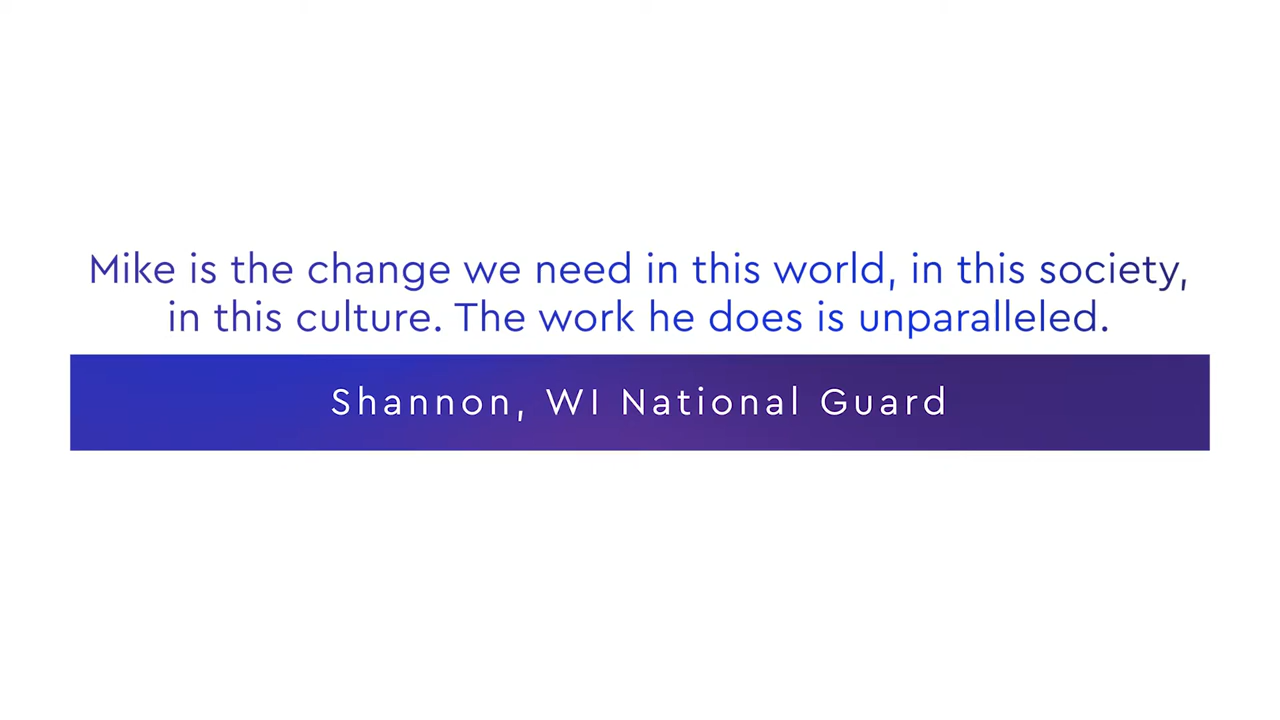 Mike is the change we need in this world, in this society,
in this culture. The work he does is unparalleled.
Shannon, WI National Guard